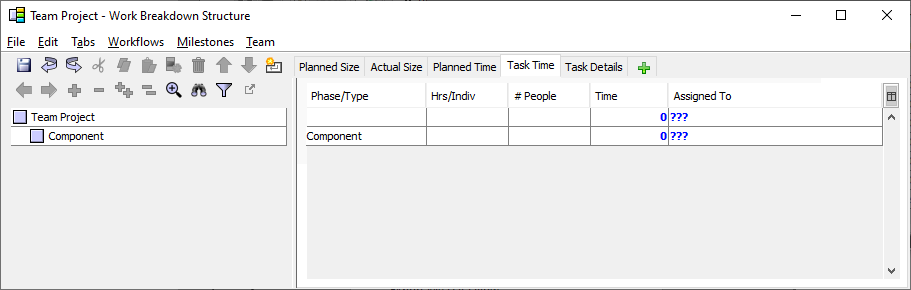 Team Project - Work Breakdown Structure
File Edit Tabs Workflows Milestones Team
Planned Size Actual Size Planned Time Task Time Task Details
Phase/Type Hrs/Indiv # People Time Assigned To
Team Project 0 ???
Component Component 0 ???